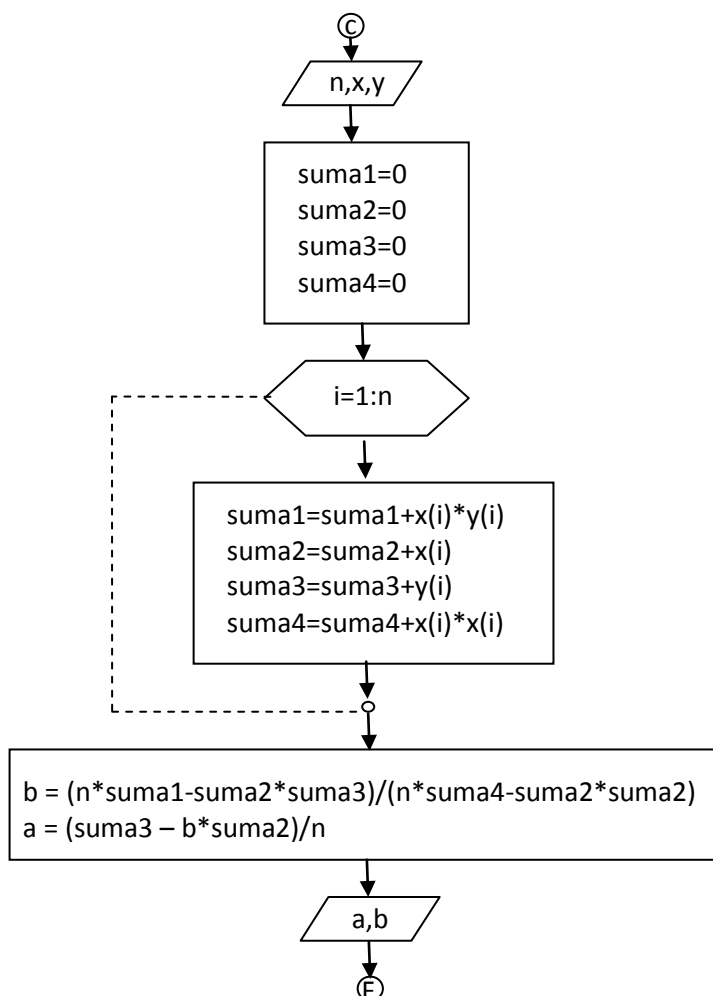 C
n,x,y
suma1=0
suma2=0
suma3=0
suma4=0
i=1:n
suma1=suma1+x(i)*y(i)
suma2=suma2+x(i)
suma3=suma3+y(i)
suma4=suma4+x(i)*x(i)
b = (n*suma1-suma2*suma3)/(n*suma4-suma2*suma2)
a = (suma3 – b*suma2)/n
a,b
F